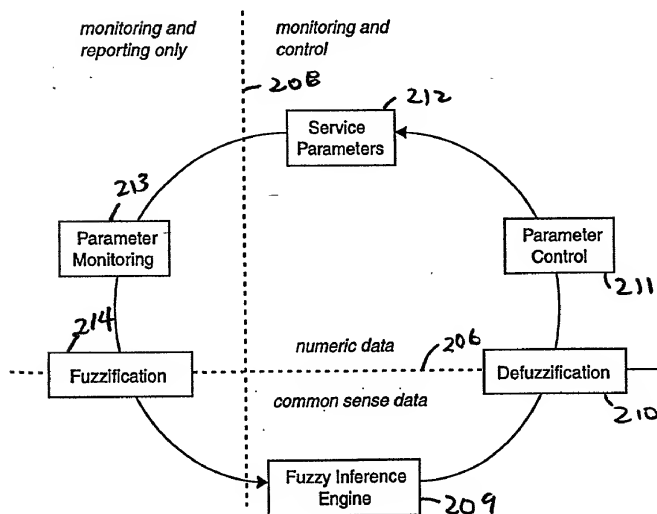 monitoring and
reporting only
monitoring and
control
208
212
Service
Parameters
213
Parameter
Monitoring
Parameter
Control
211
214
numeric data
206
Fuzzification
Defuzzification
common sense data
210
Fuzzy Inference
Engine
209